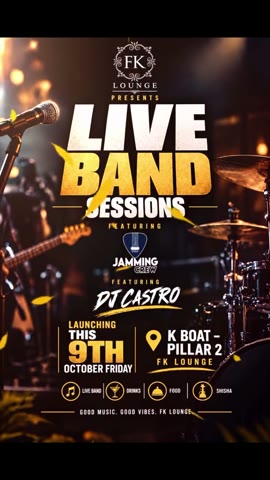 FK
LOUNGE
PRESENTS
LIVE
BAND
SESSIONS
FEATURING
JAMMING
CREW
FEATURING
DJ CASTRO
LAUNCHING
THIS
9TH
OCTOBER FRIDAY
K BOAT -
PILLAR 2
FK LOUNGE
LIVE BAND
DRINKS
FOOD
SHISHA
GOOD MUSIC. GOOD VIBES. FK LOUNGE